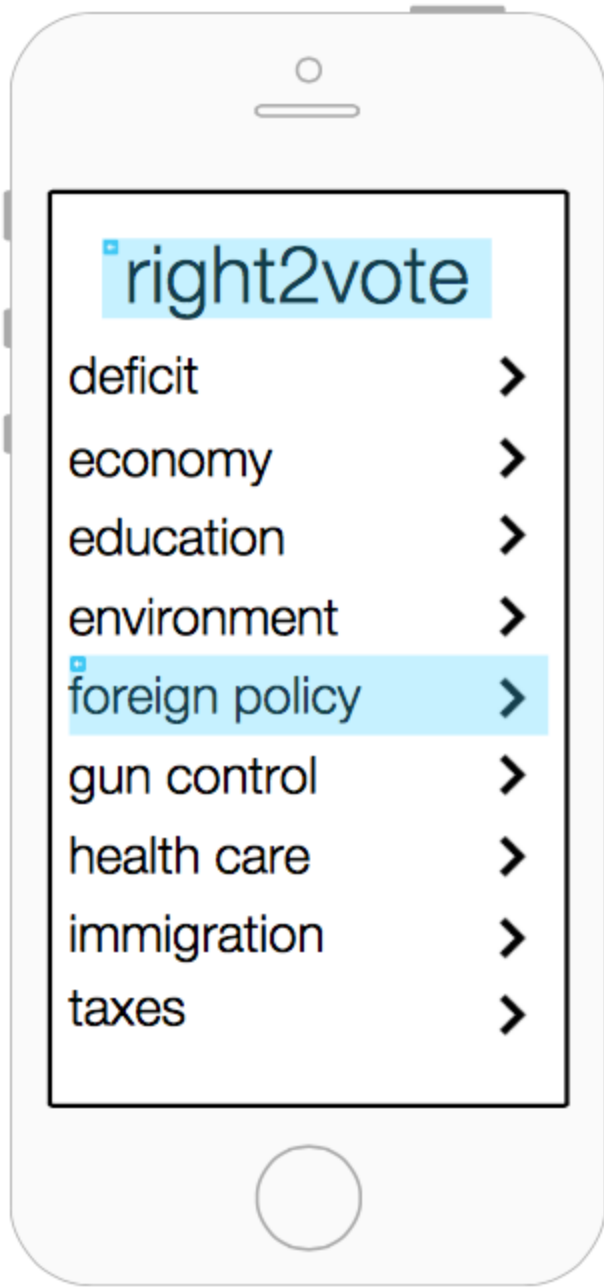 right2vote
deficit
economy
education
environment
foreign policy
gun control
health care
immigration
taxes